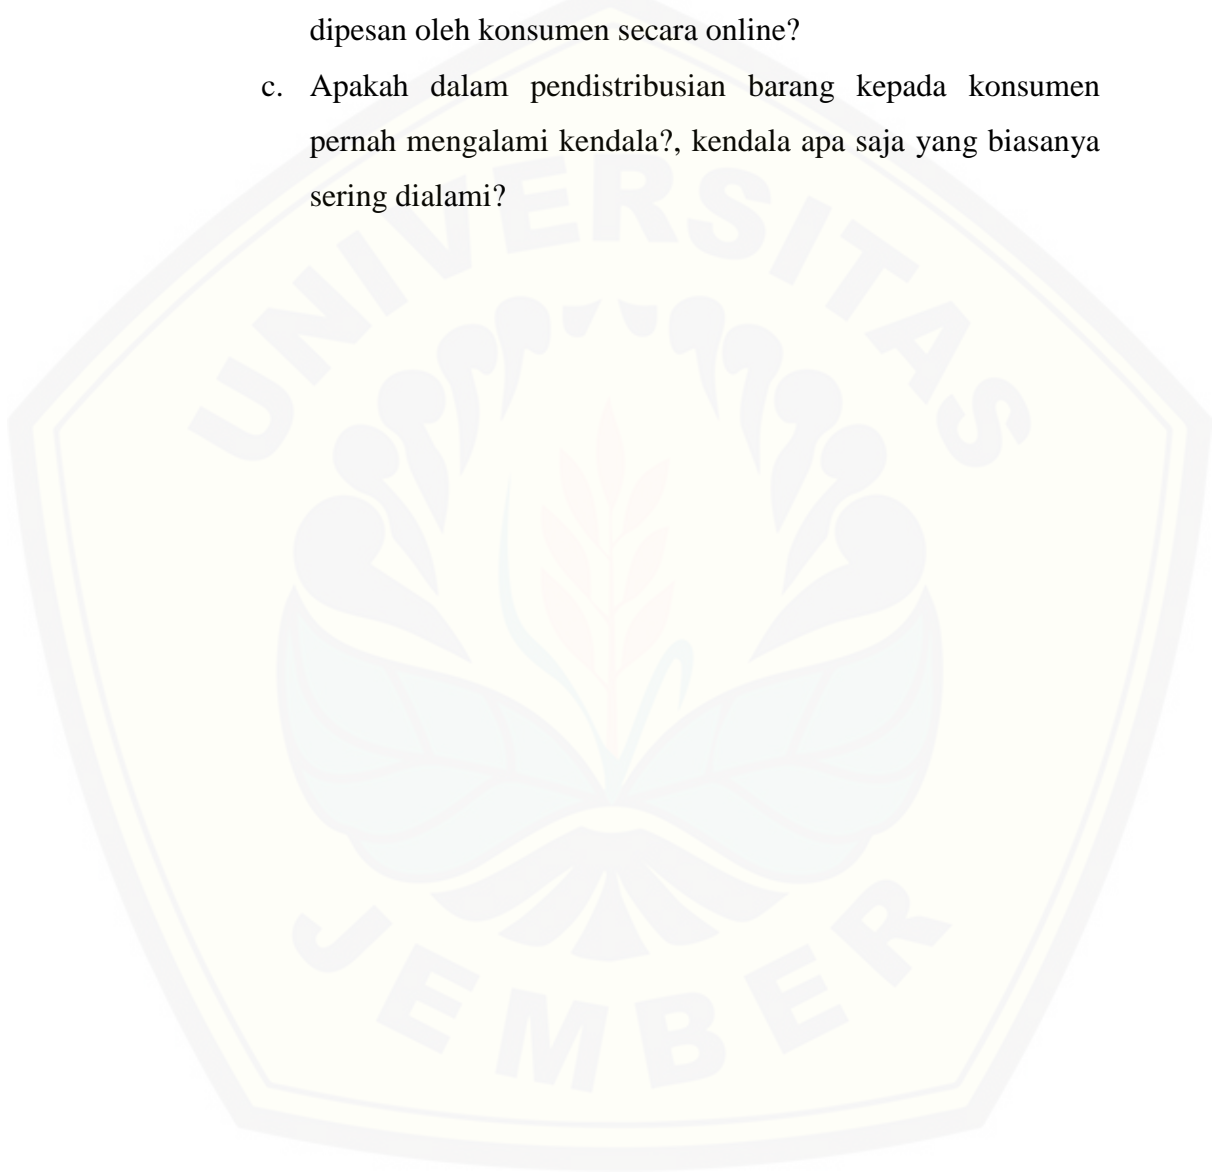 dipesan oleh konsumen secara online?
c. Apakah dalam pendistribusian barang kepada konsumen
pernah mengalami kendala?, kendala apa saja yang biasanya
sering dialami?
UNIVERSITAS
JEMBER